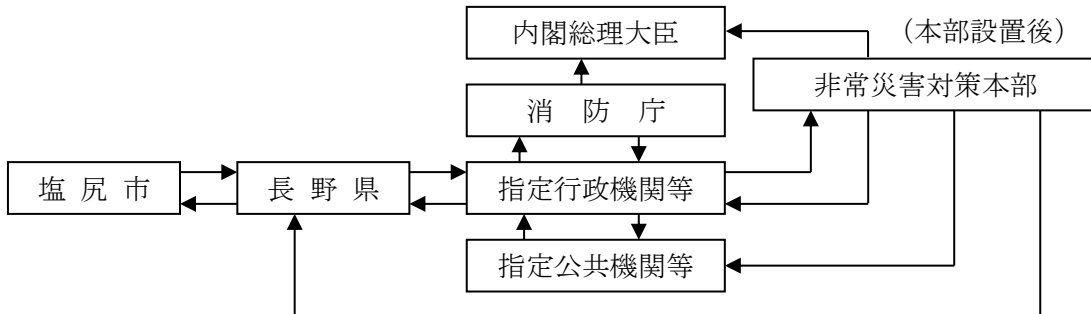 内閣総理大臣
（本部設置後）
非常災害対策本部
消　防　庁
塩 尻 市
長 野 県
指定行政機関等
指定公共機関等